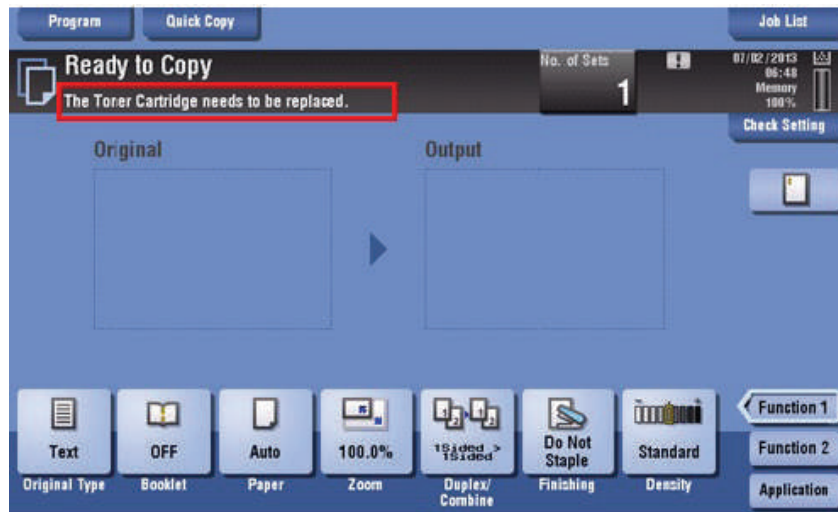 Program
Quick Copy
Job List
Ready to Copy
The Toner Cartridge needs to be replaced.
No. of Sets
1
07/02/2013
06:48
Memory
100%
Check Setting
Original
Output
Text
OFF
Auto
100.0%
1Sided >
1Sided
Do Not
Staple
Standard
Original Type
Booklet
Paper
Zoom
Duplex/
Combine
Finishing
Density
Function 1
Function 2
Application